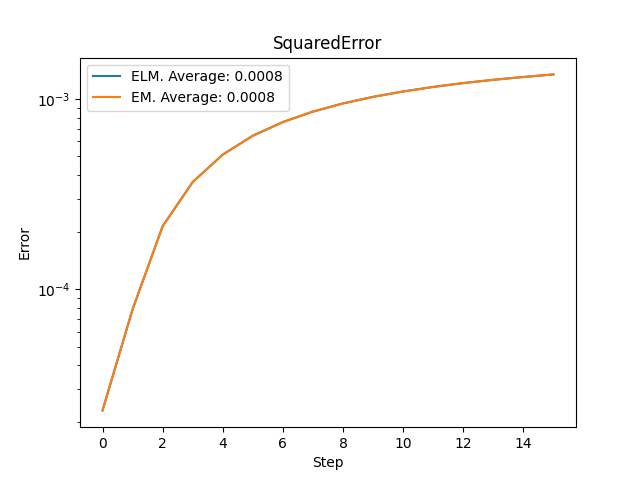 SquaredError
ELM. Average: 0.0008
EM. Average: 0.0008
Error
10⁻³
10⁻⁴
0 2 4 6 8 10 12 14
Step